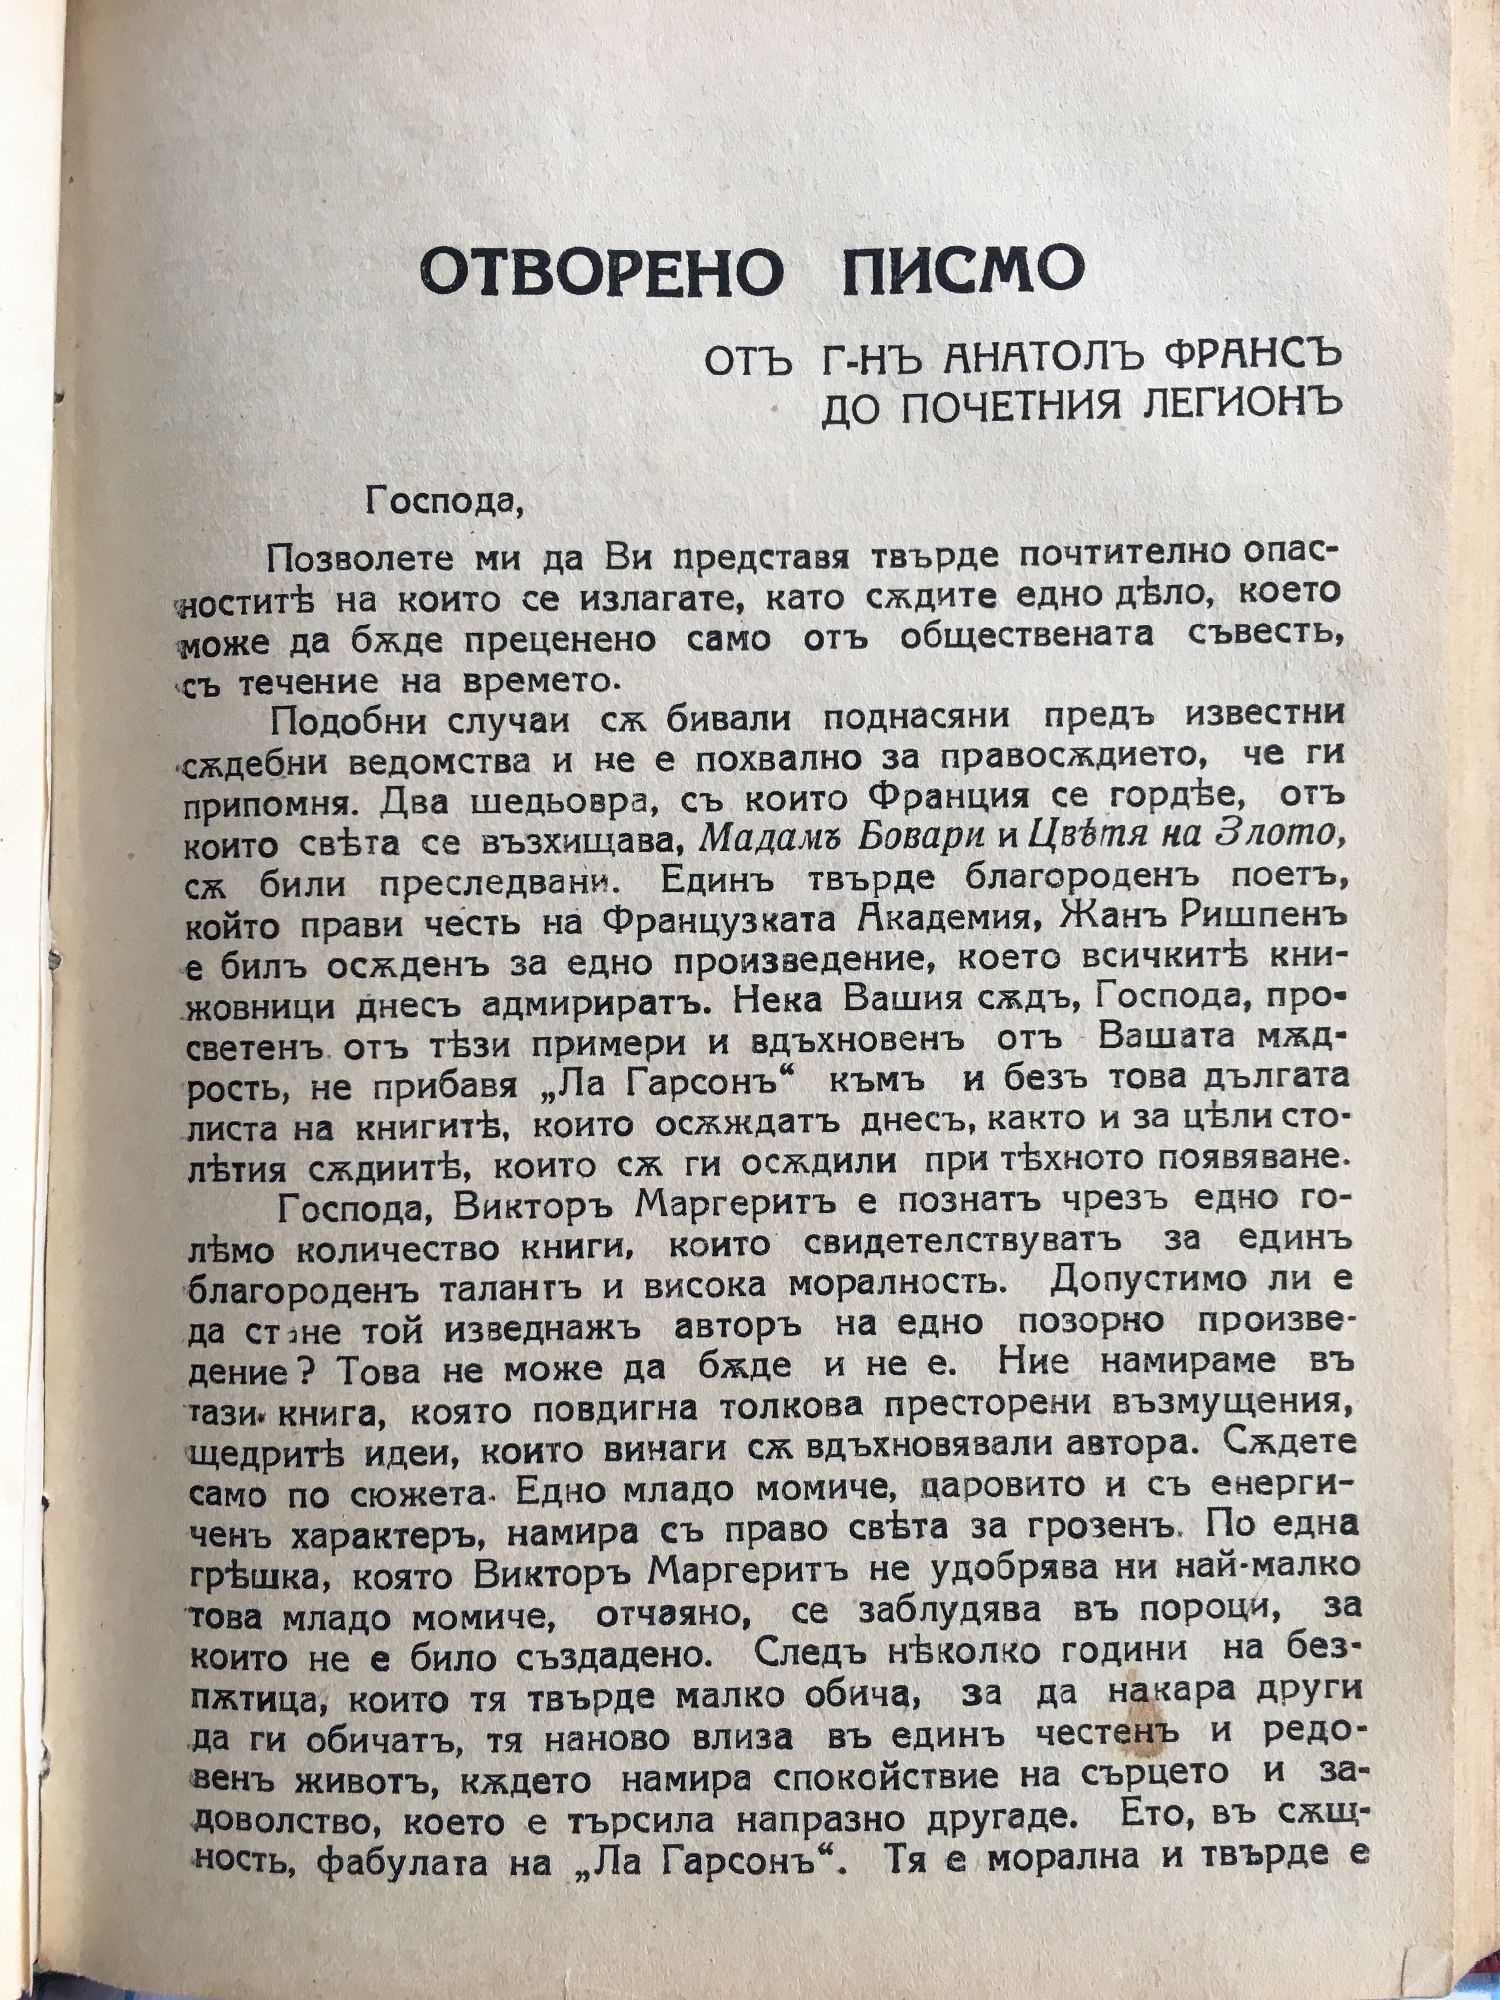 ОТВОРЕНО ПИСМО
ОТЪ Г-НЪ АНАТОЛЪ ФРАНСЪ
ДО ПОЧЕТНИЯ ЛЕГИОНЪ
Господа,
Позволете ми да Ви представя твърде почтително опас-
ноститѣ на които се излагате, като сѫдите едно дѣло, което
може да бѫде преценено само отъ обществената съвесть,
съ течение на времето.
Подобни случаи сѫ бивали поднасяни предъ известни
сѫдебни ведомства и не е похвално за правосѫдието, че ги
припомня. Два шедьовра, съ които Франция се гордѣе, отъ
които свѣта се възхищава, Мадамъ Бовари и Цвѣтя на Злото,
сѫ били преследвани. Единъ твърде благороденъ поетъ,
който прави честь на Французката Академия, Жанъ Ришпенъ
е билъ осѫденъ за едно произведение, което всичкитѣ кни-
жовници днесъ адмириратъ. Нека Вашия сѫдъ, Господа, про-
светенъ отъ тѣзи примери и вдъхновенъ отъ Вашата мѫд-
рость, не прибавя „Ла Гарсонъ“ към​ъ и безъ това дългата
листа на книгитѣ, които осѫждатъ днесъ, както и за цѣли сто-
лѣтия сѫдиитѣ, които сѫ ги осѫдили при тѣхното появяване.
Господа, Викторъ Маргеритъ е познатъ чрезъ едно го-
лѣмо количество книги, които свидетелствуватъ за единъ
благороденъ талантъ и висока моралность. Допустимо ли е
да стане той изведнажъ авторъ на едно позорно произве-
дение? Това не може да бѫде и не е. Ние намираме въ
тази книга, която повдигна толкова престорени възмущения,
щедритѣ идеи, които винаги сѫ вдъхновявали автора. Сѫдете
само по сюжета. Едно младо момиче, даровито и съ енерги-
ченъ характеръ, намира съ право свѣта за грозенъ. По една
грѣшка, която Викторъ Маргеритъ не удобрява ни най-малко
това младо момиче, отчаяно, се заблудява въ пороци, за
които не е било създадено. Следъ нѣколко години на без-
пѫтица, които тя твърде малко обича, за да накара други
да ги обичатъ, тя наново влиза въ единъ честенъ и редо-
венъ животъ, кѫдето намира спокойствие на сърцето и за-
доволство, което е търсила напразно другаде. Ето, въ сѫщ-
ность, фабулата на „Ла Гарсонъ“. Тя е морална и твърде е